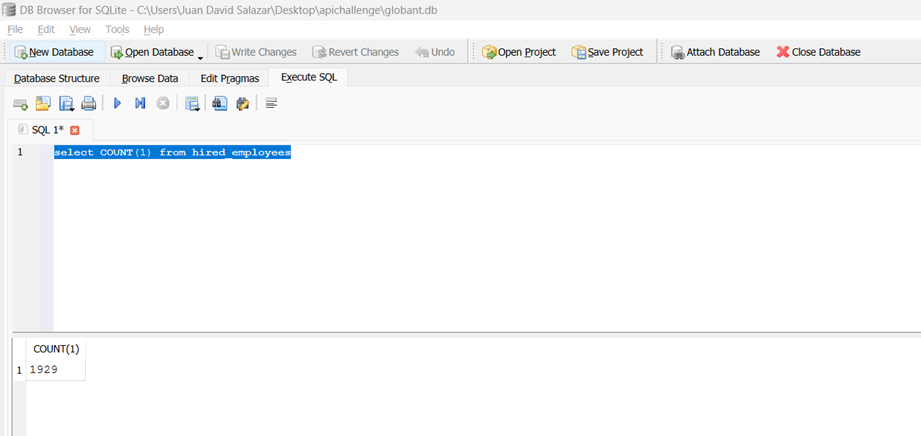 DB Browser for SQLite - C:\Users\Juan David Salazar\Desktop\apichallenge\globant.db
File Edit View Tools Help
New Database Open Database Write Changes Revert Changes Undo Open Project Save Project Attach Database Close Database
Database Structure Browse Data Edit Pragmas Execute SQL
SQL 1*
1 select COUNT(1) from hired_employees
COUNT(1)
1 1929